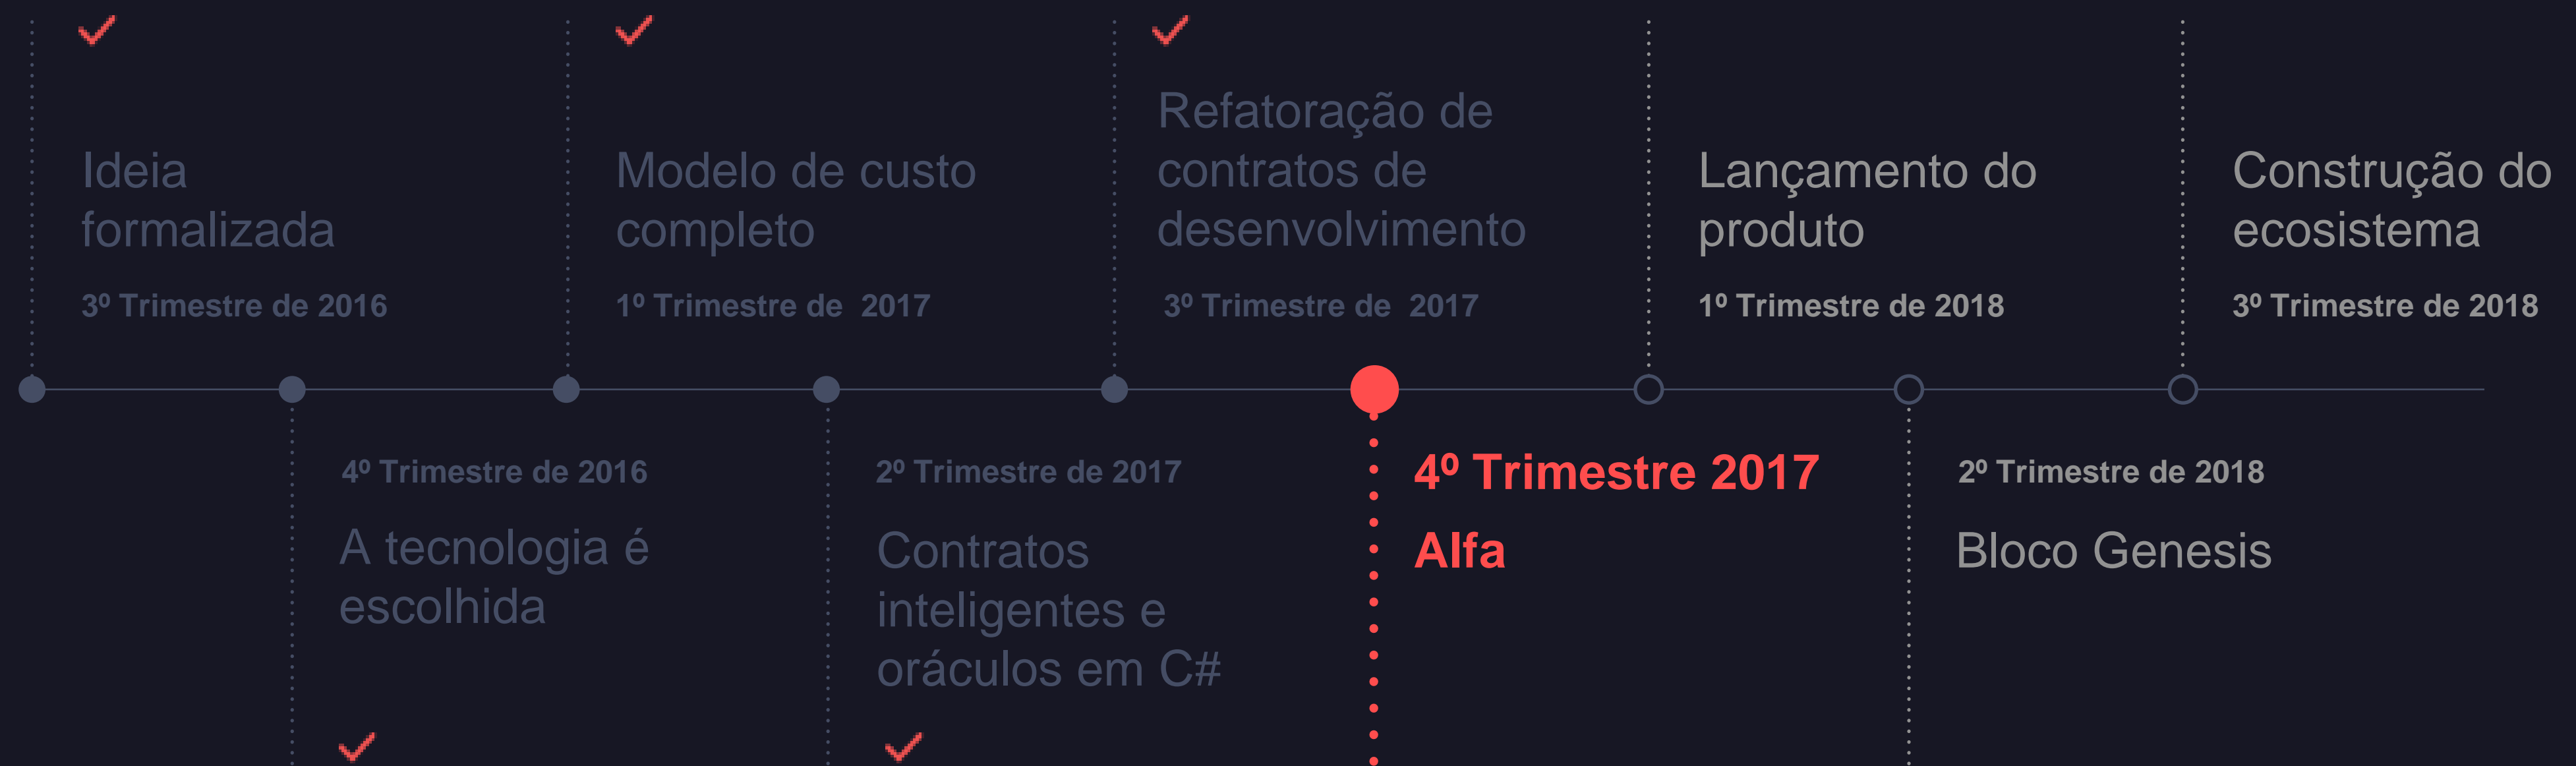 Ideia
formalizada
3º Trimestre de 2016
Modelo de custo
completo
1º Trimestre de 2017
Refatoração de
contratos de
desenvolvimento
3º Trimestre de 2017
Lançamento do
produto
1º Trimestre de 2018
Construção do
ecosistema
3º Trimestre de 2018
4º Trimestre de 2016
A tecnologia é
escolhida
2º Trimestre de 2017
Contratos
inteligentes e
oráculos em C#
4º Trimestre 2017
Alfa
2º Trimestre de 2018
Bloco Genesis